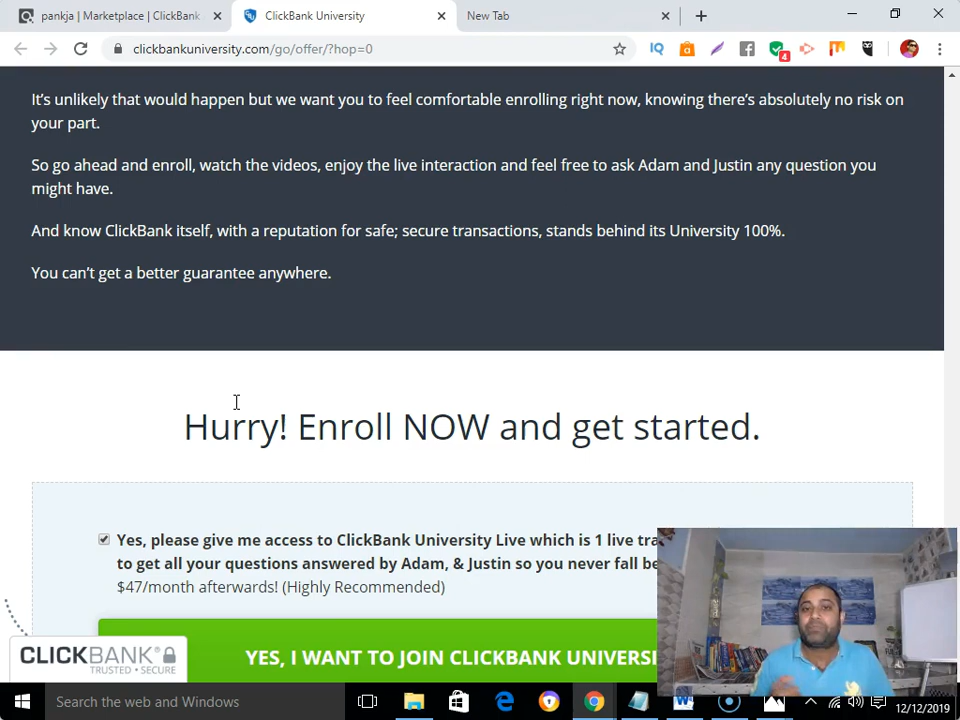 pankja | Marketplace | ClickBank
ClickBank University
New Tab
clickbankuniversity.com/go/offer/?hop=0
IQ
a
4
It's unlikely that would happen but we want you to feel comfortable enrolling right now, knowing there's absolutely no risk on
your part.
So go ahead and enroll, watch the videos, enjoy the live interaction and feel free to ask Adam and Justin any question you
might have.
And know ClickBank itself, with a reputation for safe; secure transactions, stands behind its University 100%.
You can't get a better guarantee anywhere.
Hurry! Enroll NOW and get started.
Yes, please give me access to ClickBank University Live which is 1 live tra
to get all your questions answered by Adam, & Justin so you never fall be
$47/month afterwards! (Highly Recommended)
YES, I WANT TO JOIN CLICKBANK UNIVERSI
CLICKBANK®
TRUSTED • SECURE
Search the web and Windows
12/12/2019